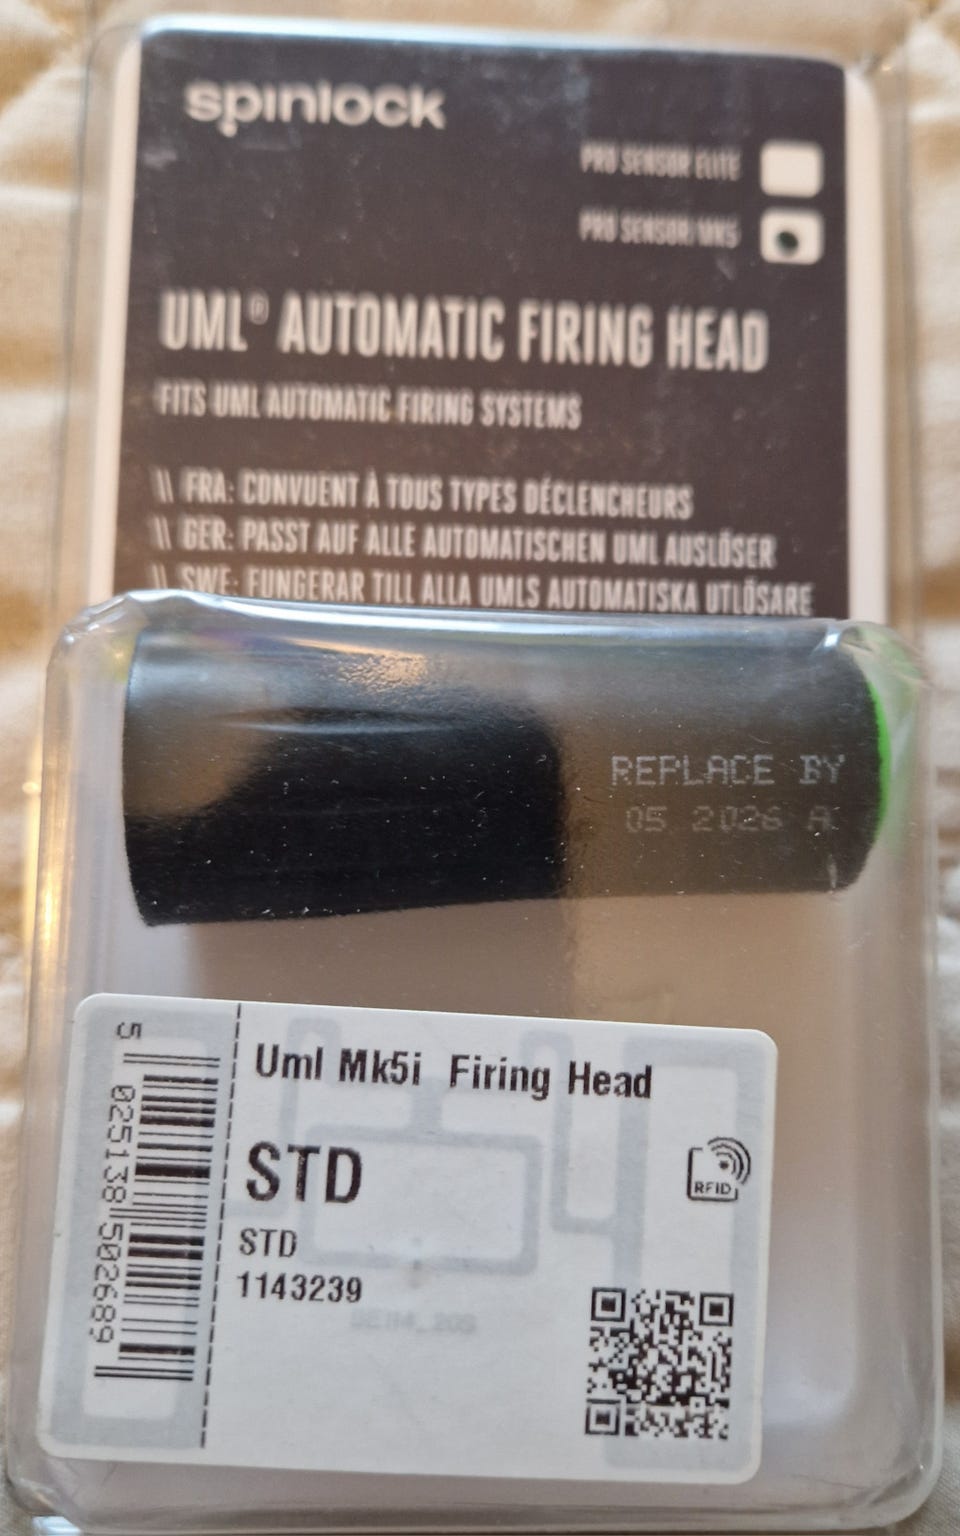 spinlock
PRO SENSOR ELITE
PRO SENSOR/MK5
UML® AUTOMATIC FIRING HEAD
FITS UML AUTOMATIC FIRING SYSTEMS
\\ FRA: CONVUENT À TOUS TYPES DÉCLENCHEURS
\\ GER: PASST AUF ALLE AUTOMATISCHEN UML AUSLÖSER
\\ SWE: FUNGERAR TILL ALLA UMLS AUTOMATISKA UTLÖSARE
REPLACE BY
05 2026 A
5 025138 502689
Uml Mk5i Firing Head
STD
RFID
STD
1143239